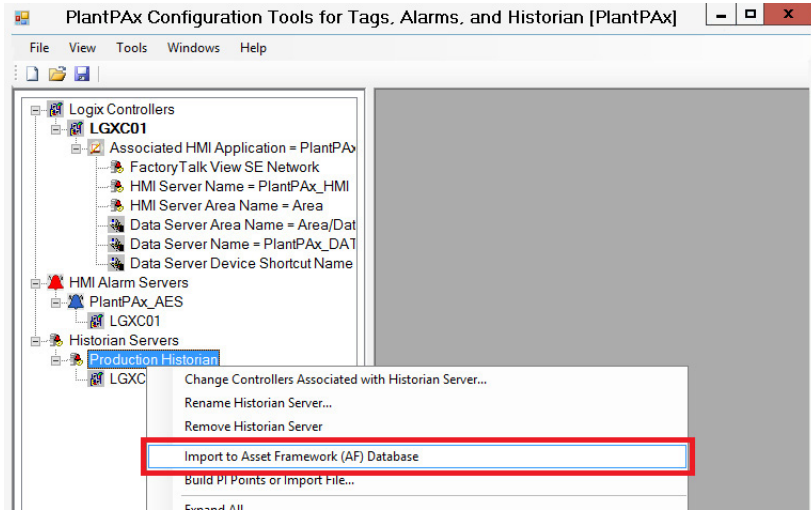 PlantPAx Configuration Tools for Tags, Alarms, and Historian [PlantPAx]
File View Tools Windows Help
Logix Controllers
LGXC01
Associated HMI Application = PlantPAx
FactoryTalk View SE Network
HMI Server Name = PlantPAx_HMI
HMI Server Area Name = Area
Data Server Area Name = Area/Dat
Data Server Name = PlantPAx_DAT
Data Server Device Shortcut Name
HMI Alarm Servers
PlantPAx_AES
LGXC01
Historian Servers
Production Historian
LGXC
Change Controllers Associated with Historian Server...
Rename Historian Server...
Remove Historian Server
Import to Asset Framework (AF) Database
Build PI Points or Import File...
Expand All